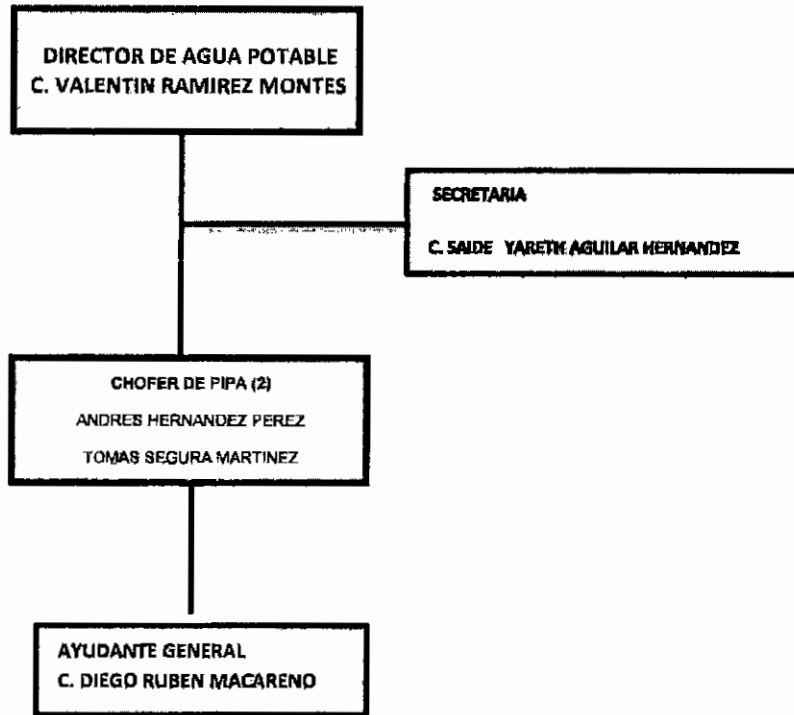 DIRECTOR DE AGUA POTABLE
C. VALENTIN RAMIREZ MONTES
SECRETARIA
C. SAIDE YARETH AGUILAR HERNANDEZ
CHOFER DE PIPA (2)
ANDRES HERNANDEZ PEREZ
TOMAS SEGURA MARTINEZ
AYUDANTE GENERAL
C. DIEGO RUBEN MACARENO